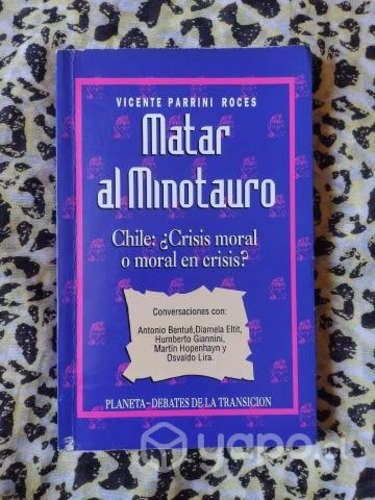 VICENTE PARRINI ROCES
Matar
al Minotauro
Chile: ¿Crisis moral
o moral en crisis?
Conversaciones con:
Antonio Bentué,Diamela Eltit,
Humberto Giannini,
Martín Hopenhayn y
Osvaldo Lira.
PLANETA~DEBATES DE LA TRANSICION
yapo.cl